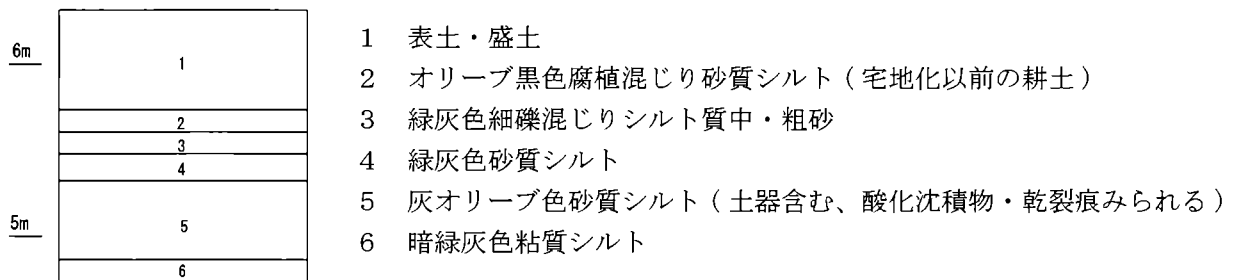 6m
5m
1
2
3
4
5
6
1 表土・盛土
2 オリーブ黒色腐植混じり砂質シルト(宅地化以前の耕土)
3 緑灰色細礫混じりシルト質中・粗砂
4 緑灰色砂質シルト
5 灰オリーブ色砂質シルト(土器含む、酸化沈積物・乾裂痕みられる)
6 暗緑灰色粘質シルト